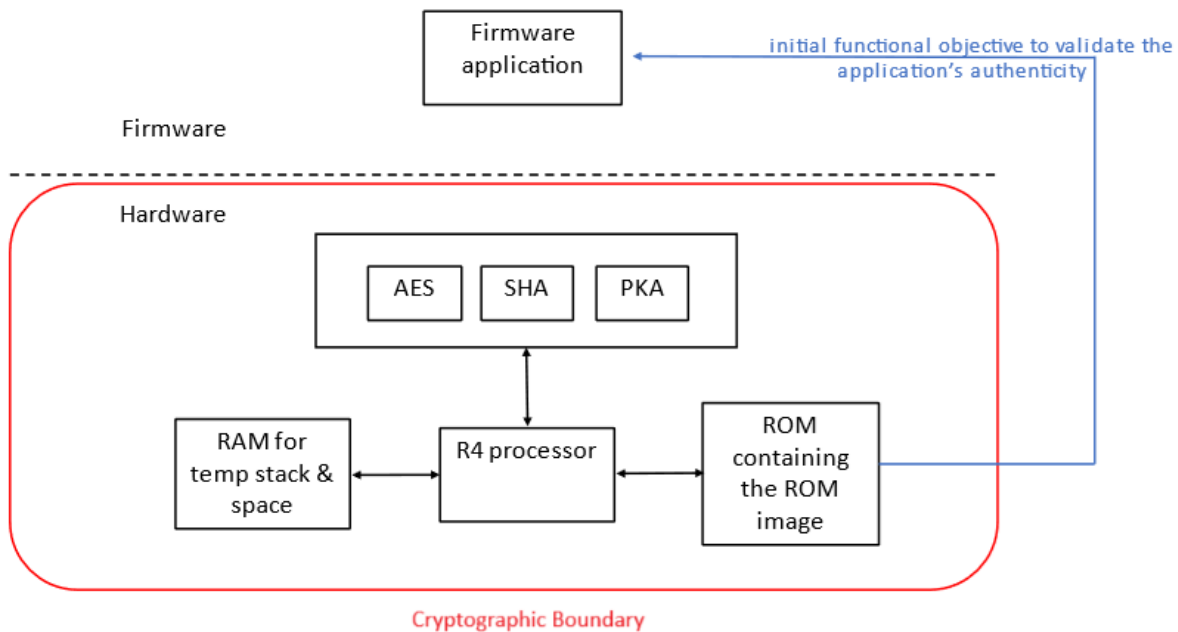 Firmware
application
initial functional objective to validate the
application's authenticity
Firmware
Hardware
AES
SHA
PKA
RAM for
temp stack &
space
R4 processor
ROM
containing
the ROM
image
Cryptographic Boundary